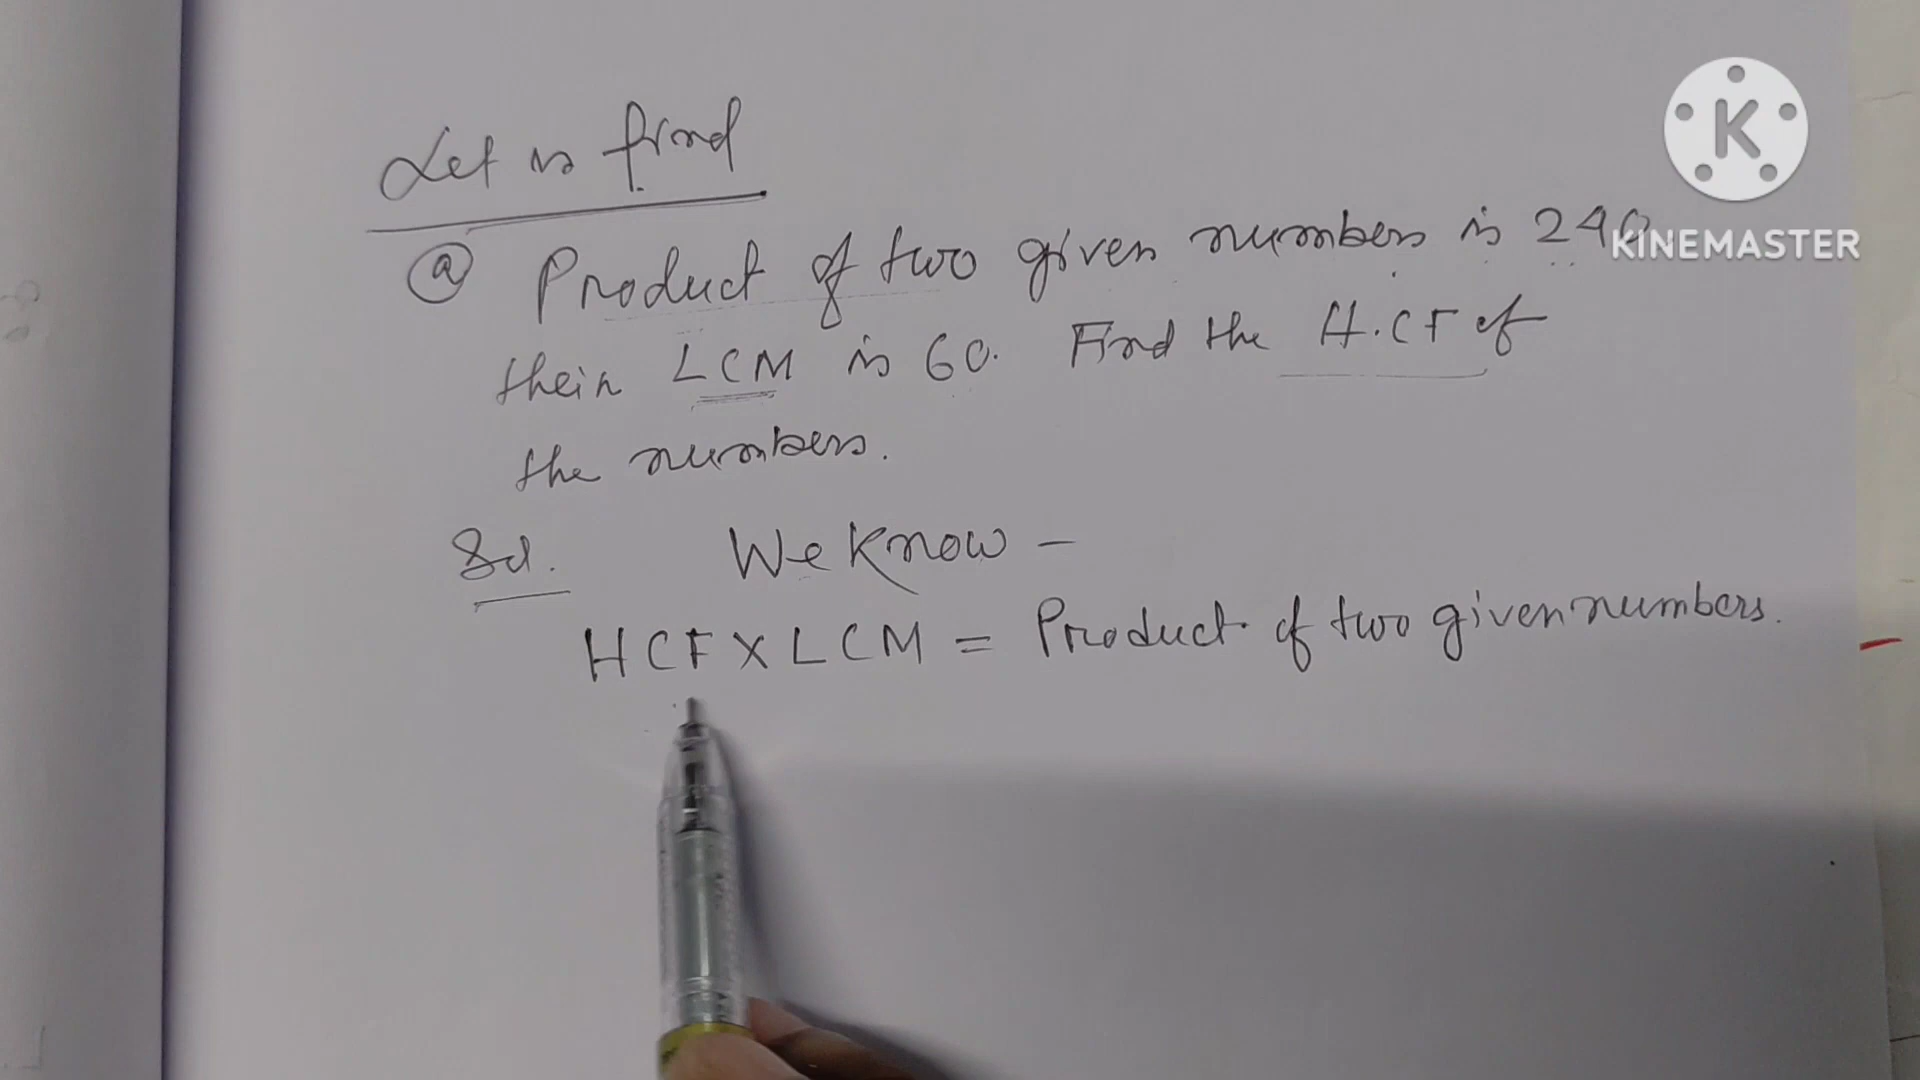 Let us find
K
KINEMASTER
(a) Product of two given numbers is 240.
their LCM is 60. Find the H.CF of
the numbers.
Sol. We Know -
HCF X LCM = Product of two given numbers.